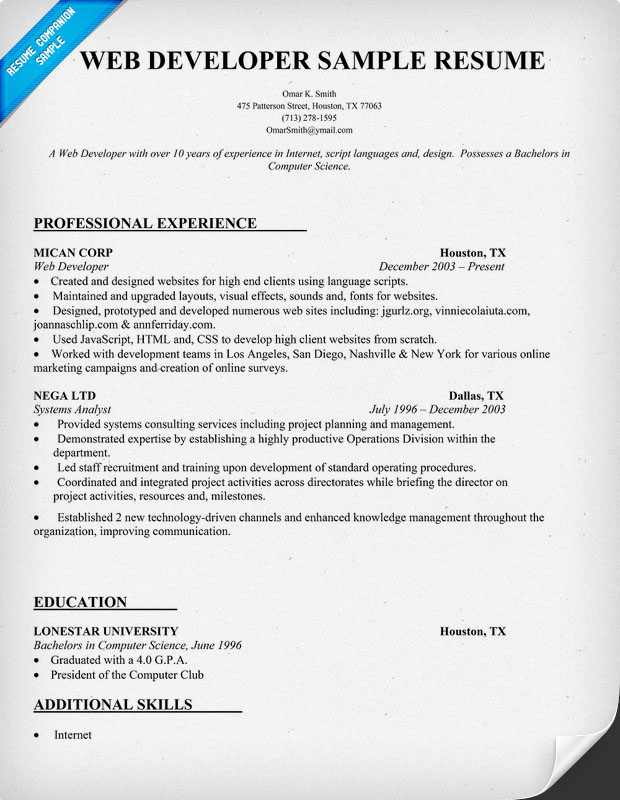 RESUME COMPANION
SAMPLE
WEB DEVELOPER SAMPLE RESUME
Omar K. Smith
475 Patterson Street, Houston, TX 77063
(713) 278-1595
OmarSmith@ymail.com
A Web Developer with over 10 years of experience in Internet, script languages and, design.  Possesses a Bachelors in
Computer Science.
PROFESSIONAL EXPERIENCE
MICAN CORP Houston, TX
Web Developer December 2003 – Present
• Created and designed websites for high end clients using language scripts.
• Maintained and upgraded layouts, visual effects, sounds and, fonts for websites.
• Designed, prototyped and developed numerous web sites including: jgurlz.org, vinniecolaiuta.com,
joannaschlip.com & annferriday.com.
• Used JavaScript, HTML and, CSS to develop high client websites from scratch.
• Worked with development teams in Los Angeles, San Diego, Nashville & New York for various online
marketing campaigns and creation of online surveys.
NEGA LTD Dallas, TX
Systems Analyst July 1996 – December 2003
• Provided systems consulting services including project planning and management.
• Demonstrated expertise by establishing a highly productive Operations Division within the
department.
• Led staff recruitment and training upon development of standard operating procedures.
• Coordinated and integrated project activities across directorates while briefing the director on
project activities, resources and, milestones.
• Established 2 new technology-driven channels and enhanced knowledge management throughout the
organization, improving communication.
EDUCATION
LONESTAR UNIVERSITY Houston, TX
Bachelors in Computer Science, June 1996
• Graduated with a 4.0 G.P.A.
• President of the Computer Club
ADDITIONAL SKILLS
• Internet